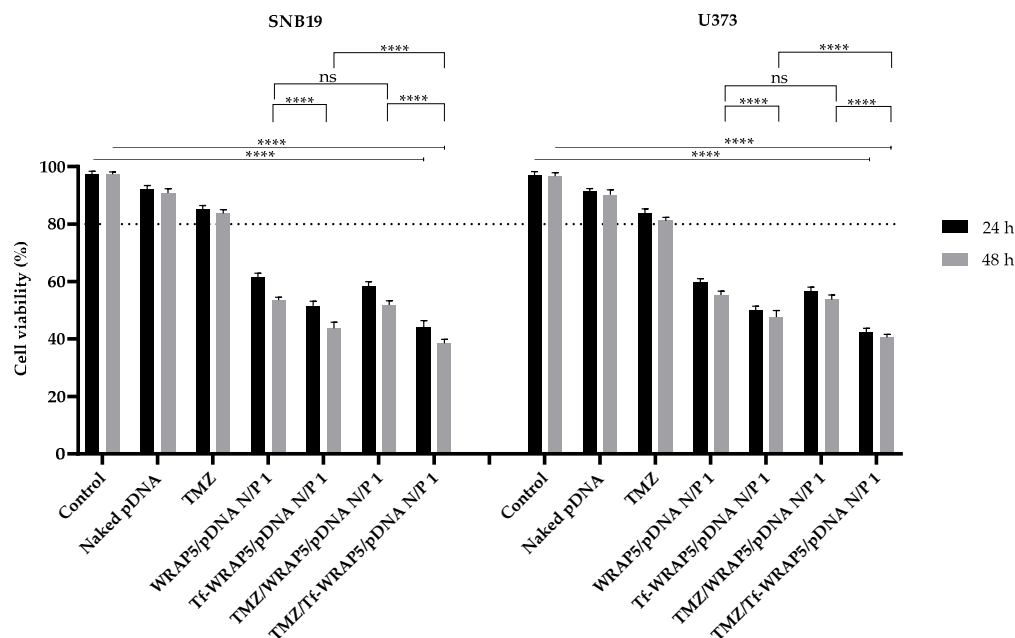 SNB19
U373
****
****
ns
ns
****
****
****
****
****
****
****
****
100
80
60
40
20
0
Cell viability (%)
24 h
48 h
Control
Naked pDNA
TMZ
WRAP5/pDNA N/P 1
Tf-WRAP5/pDNA N/P 1
TMZ/WRAP5/pDNA N/P 1
TMZ/Tf-WRAP5/pDNA N/P 1
Control
Naked pDNA
TMZ
WRAP5/pDNA N/P 1
Tf-WRAP5/pDNA N/P 1
TMZ/WRAP5/pDNA N/P 1
TMZ/Tf-WRAP5/pDNA N/P 1